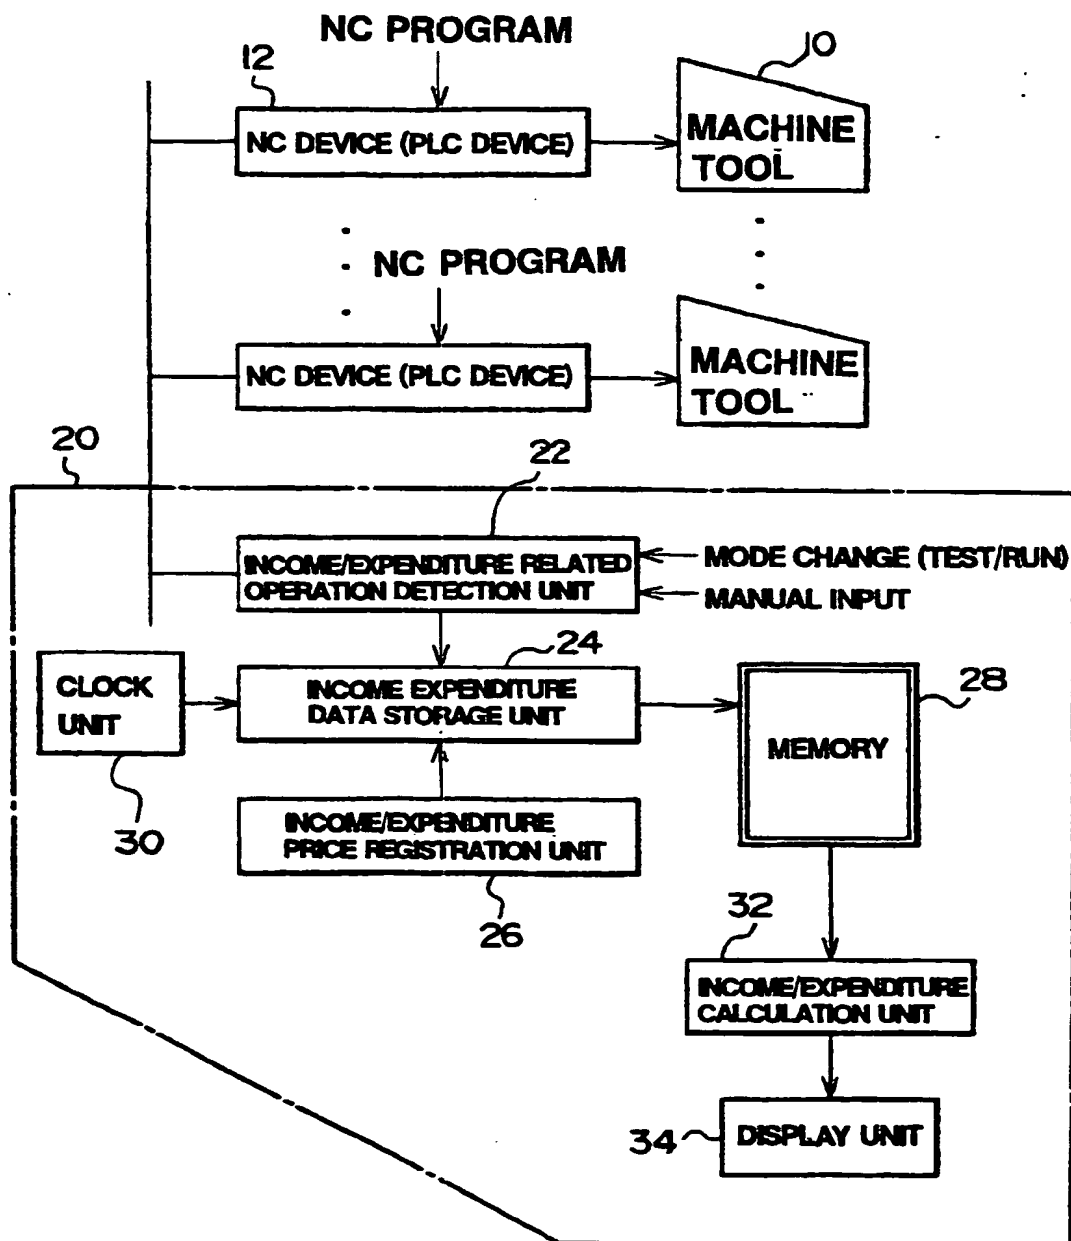 NC PROGRAM
12
10
NC DEVICE (PLC DEVICE)
MACHINE
TOOL
NC PROGRAM
NC DEVICE (PLC DEVICE)
MACHINE
TOOL
20
22
INCOME/EXPENDITURE RELATED
OPERATION DETECTION UNIT
MODE CHANGE (TEST/RUN)
MANUAL INPUT
24
CLOCK
UNIT
30
INCOME EXPENDITURE
DATA STORAGE UNIT
28
MEMORY
INCOME/EXPENDITURE
PRICE REGISTRATION UNIT
26
32
INCOME/EXPENDITURE
CALCULATION UNIT
34
DISPLAY UNIT